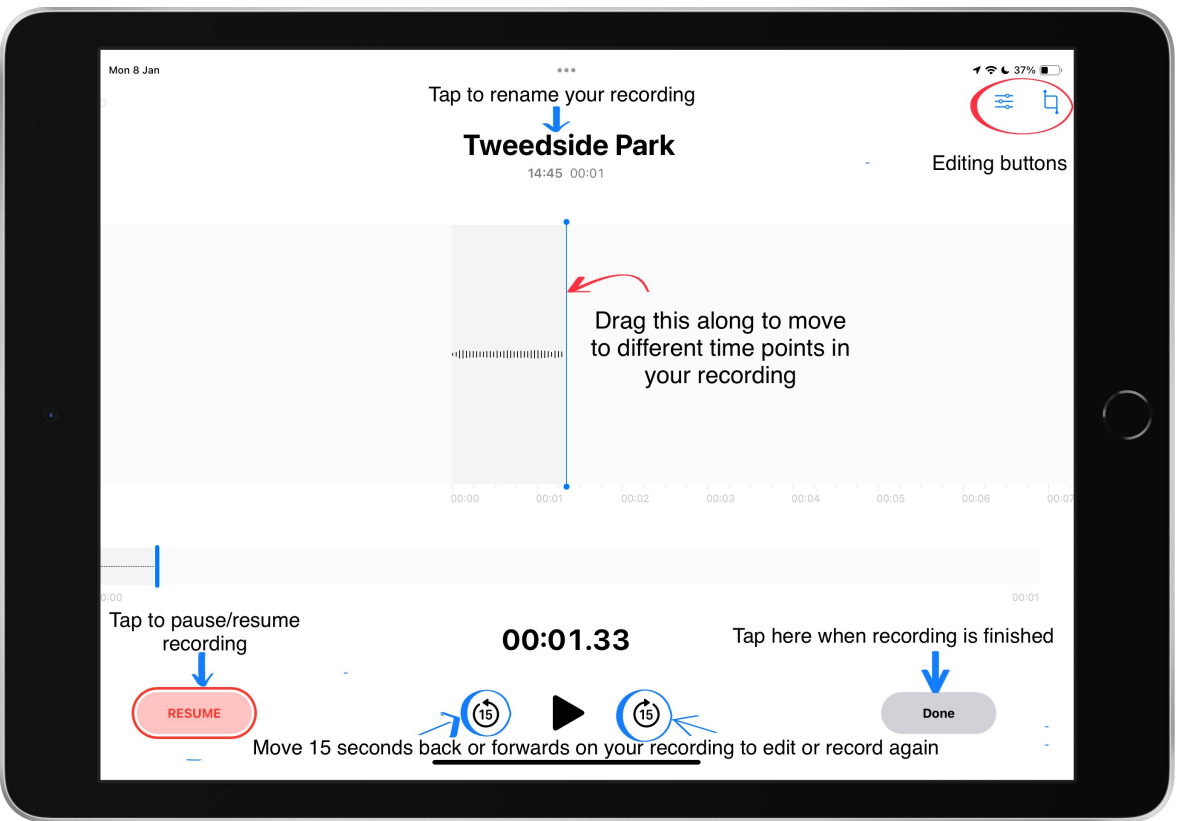 Mon 8 Jan
37%
Tap to rename your recording
Tweedside Park
14:45 00:01
Editing buttons
Drag this along to move
to different time points in
your recording
00:00 00:01 00:02 00:03 00:04 00:05 00:06 00:07
0:00 00:01
Tap to pause/resume
recording
00:01.33
Tap here when recording is finished
RESUME
15
15
Done
Move 15 seconds back or forwards on your recording to edit or record again